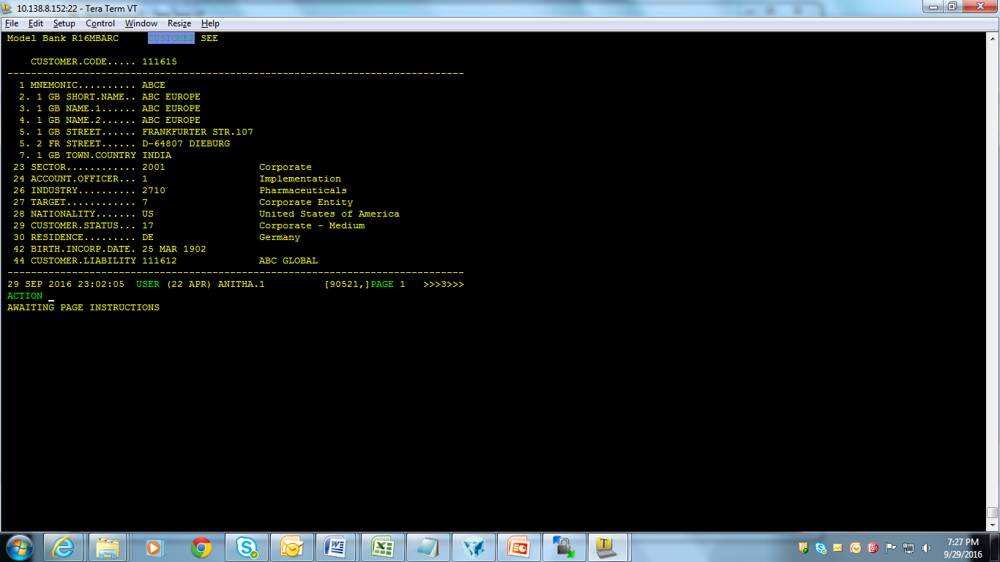 10.138.8.152:22 - Tera Term VT
File Edit Setup Control Window Resize Help
Model Bank R16MBARC CUSTOMER SEE
CUSTOMER.CODE..... 111615
------------------------------------------------------------------------------
1 MNEMONIC.......... ABCE
2. 1 GB SHORT.NAME.. ABC EUROPE
3. 1 GB NAME.1...... ABC EUROPE
4. 1 GB NAME.2...... ABC EUROPE
5. 1 GB STREET...... FRANKFURTER STR.107
5. 2 FR STREET...... D-64807 DIEBURG
7. 1 GB TOWN.COUNTRY INDIA
23 SECTOR............ 2001 Corporate
24 ACCOUNT.OFFICER... 1 Implementation
26 INDUSTRY.......... 2710 Pharmaceuticals
27 TARGET............ 7 Corporate Entity
28 NATIONALITY....... US United States of America
29 CUSTOMER.STATUS... 17 Corporate - Medium
30 RESIDENCE......... DE Germany
42 BIRTH.INCORP.DATE. 25 MAR 1902
44 CUSTOMER.LIABILITY 111612 ABC GLOBAL
------------------------------------------------------------------------------
29 SEP 2016 23:02:05 USER (22 APR) ANITHA.1 [90521,]PAGE 1 >>>3>>>
ACTION _
AWAITING PAGE INSTRUCTIONS
7:27 PM
9/29/2016